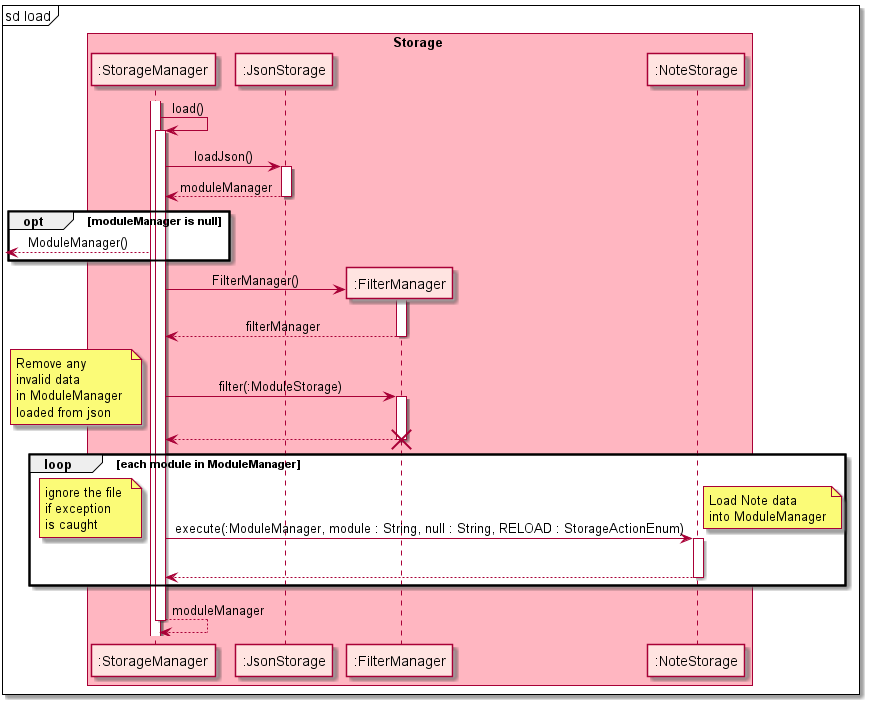 sd load
Storage
:StorageManager
:JsonStorage
:NoteStorage
load()
loadJson()
moduleManager
opt
[moduleManager is null]
ModuleManager()
FilterManager()
:FilterManager
filterManager
Remove any
invalid data
in ModuleManager
loaded from json
filter(:ModuleStorage)
loop
[each module in ModuleManager]
ignore the file
if exception
is caught
Load Note data
into ModuleManager
execute(:ModuleManager, module : String, null : String, RELOAD : StorageActionEnum)
moduleManager
:StorageManager
:JsonStorage
:FilterManager
:NoteStorage